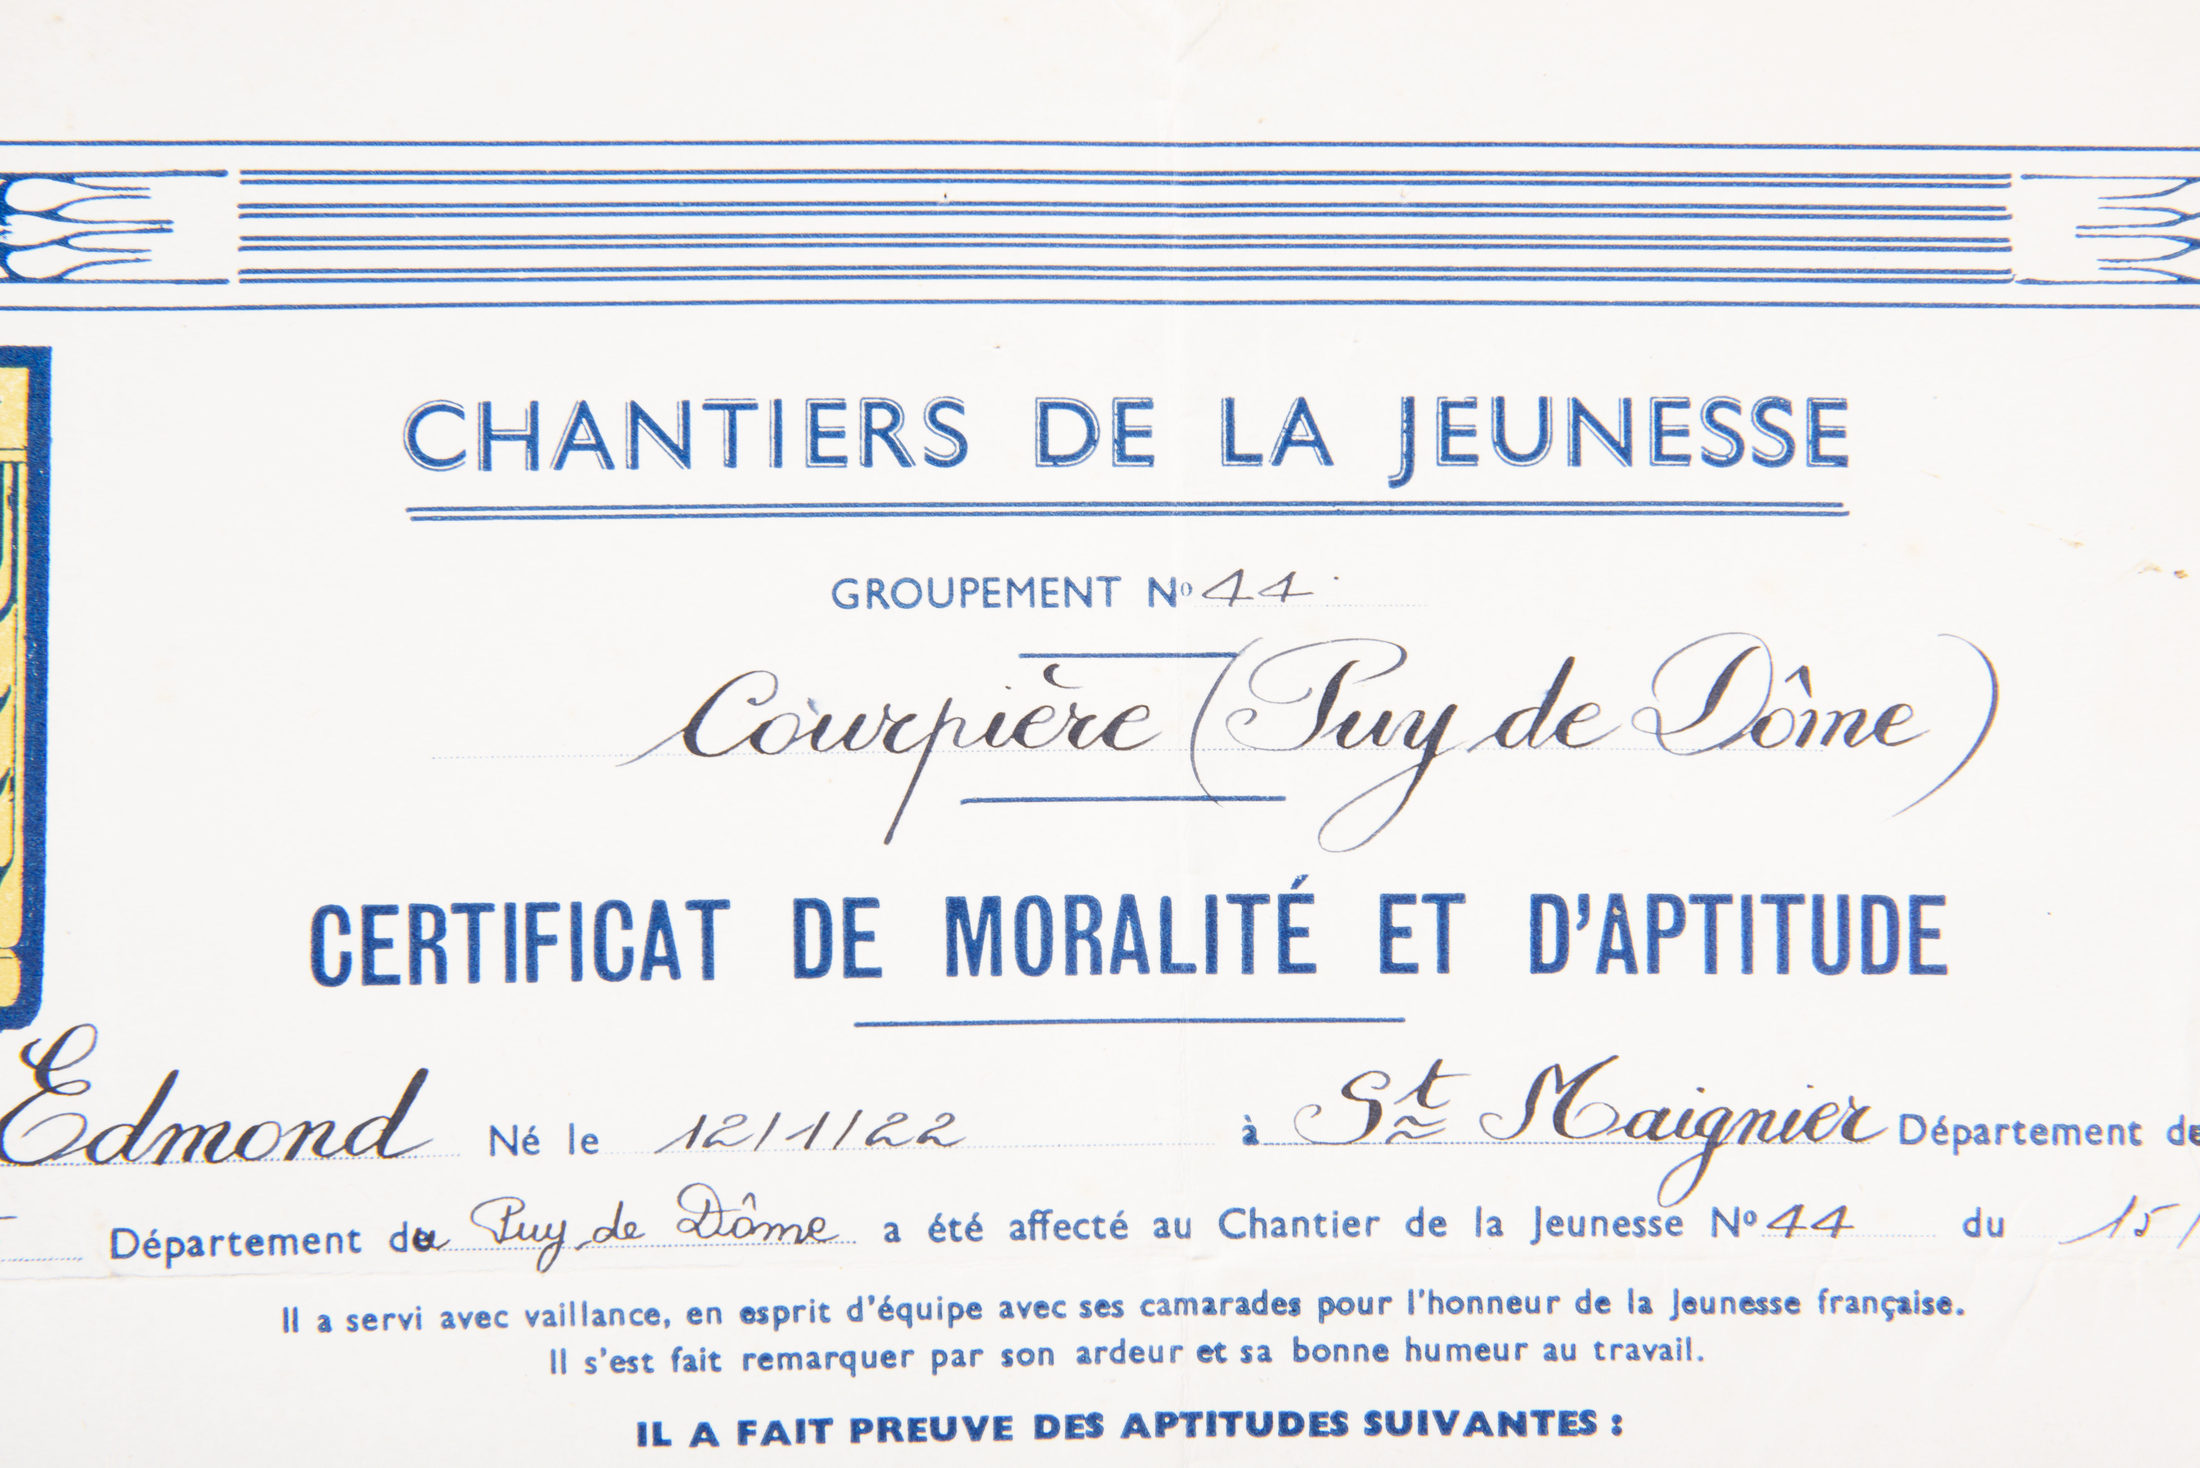 CHANTIERS DE LA JEUNESSE
GROUPEMENT No 44
Courpière (Puy de Dôme)
CERTIFICAT DE MORALITÉ ET D'APTITUDE
Edmond Né le 12/1/22 à St Maignier Département de
Département du Puy de Dôme a été affecté au Chantier de la Jeunesse No 44 du 15/
Il a servi avec vaillance, en esprit d'équipe avec ses camarades pour l'honneur de la Jeunesse française.
Il s'est fait remarquer par son ardeur et sa bonne humeur au travail.
IL A FAIT PREUVE DES APTITUDES SUIVANTES :